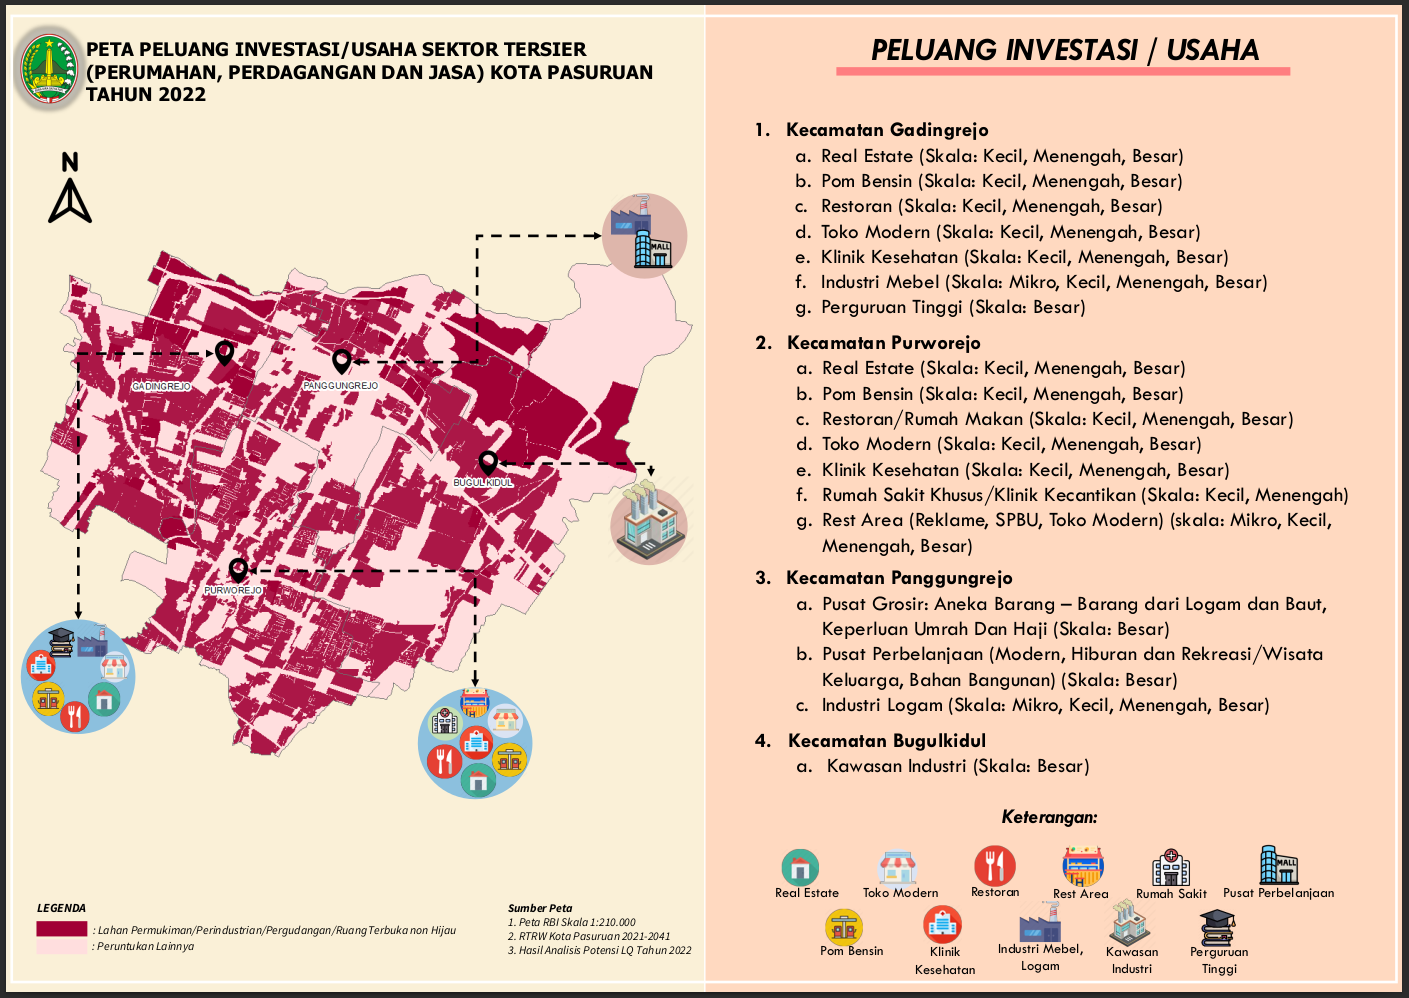 PETA PELUANG INVESTASI/USAHA SEKTOR TERSIER
(PERUMAHAN, PERDAGANGAN DAN JASA) KOTA PASURUAN
TAHUN 2022
N
MALL
GADINGREJO
PANGGUNGREJO
BUGUL KIDUL
PURWOREJO
LEGENDA
: Lahan Permukiman/Perindustrian/Pergudangan/Ruang Terbuka non Hijau
: Peruntukan Lainnya
Sumber Peta
1. Peta RBI Skala 1:210.000
2. RTRW Kota Pasuruan 2021-2041
3. Hasil Analisis Potensi LQ Tahun 2022
PELUANG INVESTASI / USAHA
1. Kecamatan Gadingrejo
a. Real Estate (Skala: Kecil, Menengah, Besar)
b. Pom Bensin (Skala: Kecil, Menengah, Besar)
c. Restoran (Skala: Kecil, Menengah, Besar)
d. Toko Modern (Skala: Kecil, Menengah, Besar)
e. Klinik Kesehatan (Skala: Kecil, Menengah, Besar)
f. Industri Mebel (Skala: Mikro, Kecil, Menengah, Besar)
g. Perguruan Tinggi (Skala: Besar)
2. Kecamatan Purworejo
a. Real Estate (Skala: Kecil, Menengah, Besar)
b. Pom Bensin (Skala: Kecil, Menengah, Besar)
c. Restoran/Rumah Makan (Skala: Kecil, Menengah, Besar)
d. Toko Modern (Skala: Kecil, Menengah, Besar)
e. Klinik Kesehatan (Skala: Kecil, Menengah, Besar)
f. Rumah Sakit Khusus/Klinik Kecantikan (Skala: Kecil, Menengah)
g. Rest Area (Reklame, SPBU, Toko Modern) (skala: Mikro, Kecil,
Menengah, Besar)
3. Kecamatan Panggungrejo
a. Pusat Grosir: Aneka Barang – Barang dari Logam dan Baut,
Keperluan Umrah Dan Haji (Skala: Besar)
b. Pusat Perbelanjaan (Modern, Hiburan dan Rekreasi/Wisata
Keluarga, Bahan Bangunan) (Skala: Besar)
c. Industri Logam (Skala: Mikro, Kecil, Menengah, Besar)
4. Kecamatan Bugulkidul
a. Kawasan Industri (Skala: Besar)
Keterangan:
MALL
Real Estate
Toko Modern
Restoran
Rest Area
Rumah Sakit
Pusat Perbelanjaan
Pom Bensin
Klinik
Kesehatan
Industri Mebel,
Logam
Kawasan
Industri
Perguruan
Tinggi